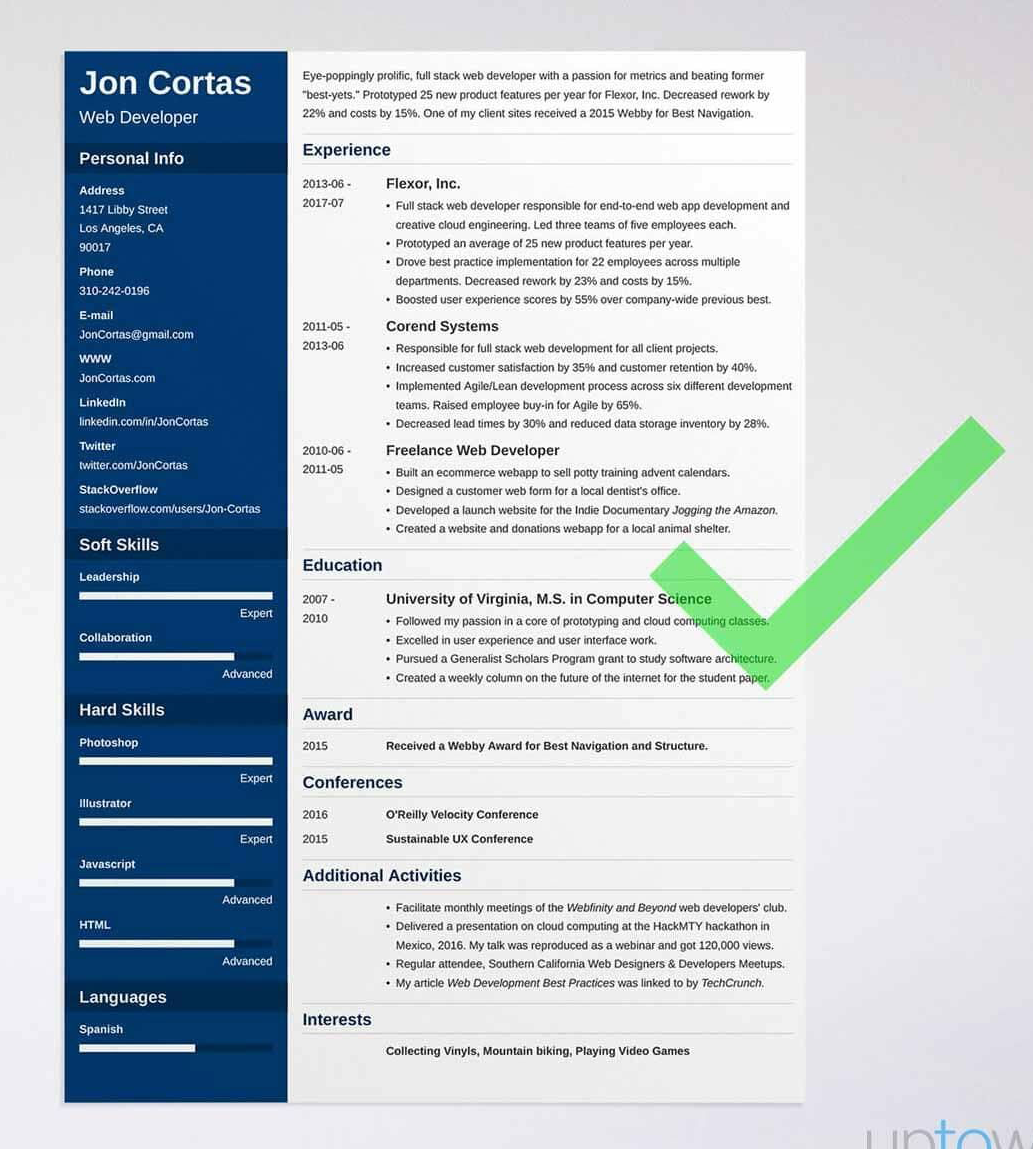 Jon Cortas
Web Developer
Personal Info
Address
1417 Libby Street
Los Angeles, CA
90017
Phone
310-242-0196
E-mail
JonCortas@gmail.com
WWW
JonCortas.com
LinkedIn
linkedin.com/in/JonCortas
Twitter
twitter.com/JonCortas
StackOverflow
stackoverflow.com/users/Jon-Cortas
Soft Skills
Leadership
Expert
Collaboration
Advanced
Hard Skills
Photoshop
Expert
Illustrator
Expert
Javascript
Advanced
HTML
Advanced
Languages
Spanish
Eye-poppingly prolific, full stack web developer with a passion for metrics and beating former
"best-yets." Prototyped 25 new product features per year for Flexor, Inc. Decreased rework by
22% and costs by 15%. One of my client sites received a 2015 Webby for Best Navigation.
Experience
2013-06 -
2017-07
Flexor, Inc.
• Full stack web developer responsible for end-to-end web app development and
creative cloud engineering. Led three teams of five employees each.
• Prototyped an average of 25 new product features per year.
• Drove best practice implementation for 22 employees across multiple
departments. Decreased rework by 23% and costs by 15%.
• Boosted user experience scores by 55% over company-wide previous best.
2011-05 -
2013-06
Corend Systems
• Responsible for full stack web development for all client projects.
• Increased customer satisfaction by 35% and customer retention by 40%.
• Implemented Agile/Lean development process across six different development
teams. Raised employee buy-in for Agile by 65%.
• Decreased lead times by 30% and reduced data storage inventory by 28%.
2010-06 -
2011-05
Freelance Web Developer
• Built an ecommerce webapp to sell potty training advent calendars.
• Designed a customer web form for a local dentist's office.
• Developed a launch website for the Indie Documentary Jogging the Amazon.
• Created a website and donations webapp for a local animal shelter.
Education
2007 -
2010
University of Virginia, M.S. in Computer Science
• Followed my passion in a core of prototyping and cloud computing classes.
• Excelled in user experience and user interface work.
• Pursued a Generalist Scholars Program grant to study software architecture.
• Created a weekly column on the future of the internet for the student paper.
Award
2015
Received a Webby Award for Best Navigation and Structure.
Conferences
2016
O'Reilly Velocity Conference
2015
Sustainable UX Conference
Additional Activities
• Facilitate monthly meetings of the Webfinity and Beyond web developers' club.
• Delivered a presentation on cloud computing at the HackMTY hackathon in
Mexico, 2016. My talk was reproduced as a webinar and got 120,000 views.
• Regular attendee, Southern California Web Designers & Developers Meetups.
• My article Web Development Best Practices was linked to by TechCrunch.
Interests
Collecting Vinyls, Mountain biking, Playing Video Games